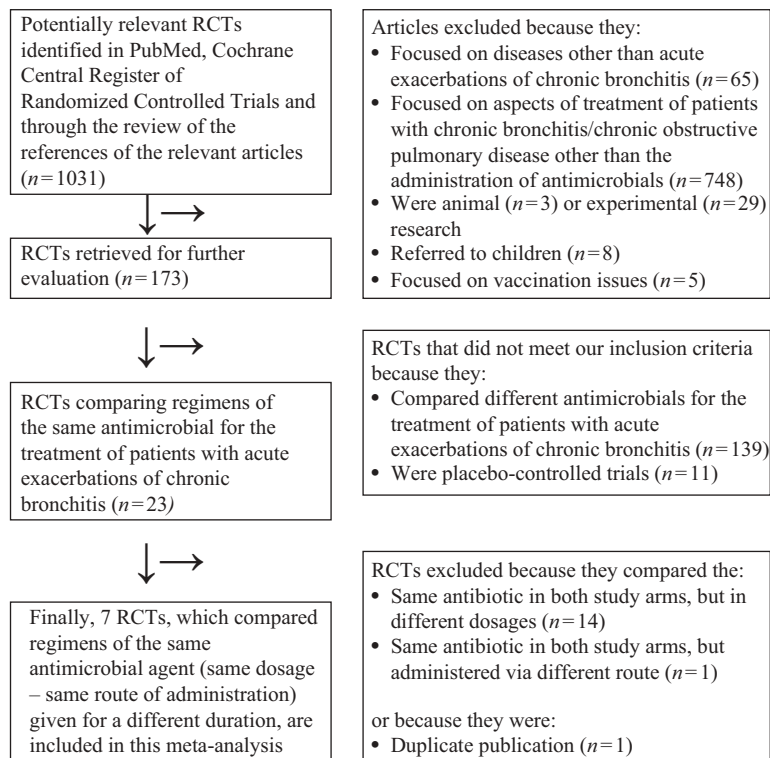 Potentially relevant RCTs
identified in PubMed, Cochrane
Central Register of
Randomized Controlled Trials and
through the review of the
references of the relevant articles
(n=1031)
Articles excluded because they:
• Focused on diseases other than acute
exacerbations of chronic bronchitis (n=65)
• Focused on aspects of treatment of patients
with chronic bronchitis/chronic obstructive
pulmonary disease other than the
administration of antimicrobials (n=748)
• Were animal (n=3) or experimental (n=29)
research
• Referred to children (n=8)
• Focused on vaccination issues (n=5)
RCTs retrieved for further
evaluation (n=173)
RCTs that did not meet our inclusion criteria
because they:
• Compared different antimicrobials for the
treatment of patients with acute
exacerbations of chronic bronchitis (n=139)
• Were placebo-controlled trials (n=11)
RCTs comparing regimens of
the same antimicrobial for the
treatment of patients with acute
exacerbations of chronic
bronchitis (n=23)
RCTs excluded because they compared the:
• Same antibiotic in both study arms, but in
different dosages (n=14)
• Same antibiotic in both study arms, but
administered via different route (n=1)
or because they were:
• Duplicate publication (n=1)
Finally, 7 RCTs, which compared
regimens of the same
antimicrobial agent (same dosage
– same route of administration)
given for a different duration, are
included in this meta-analysis